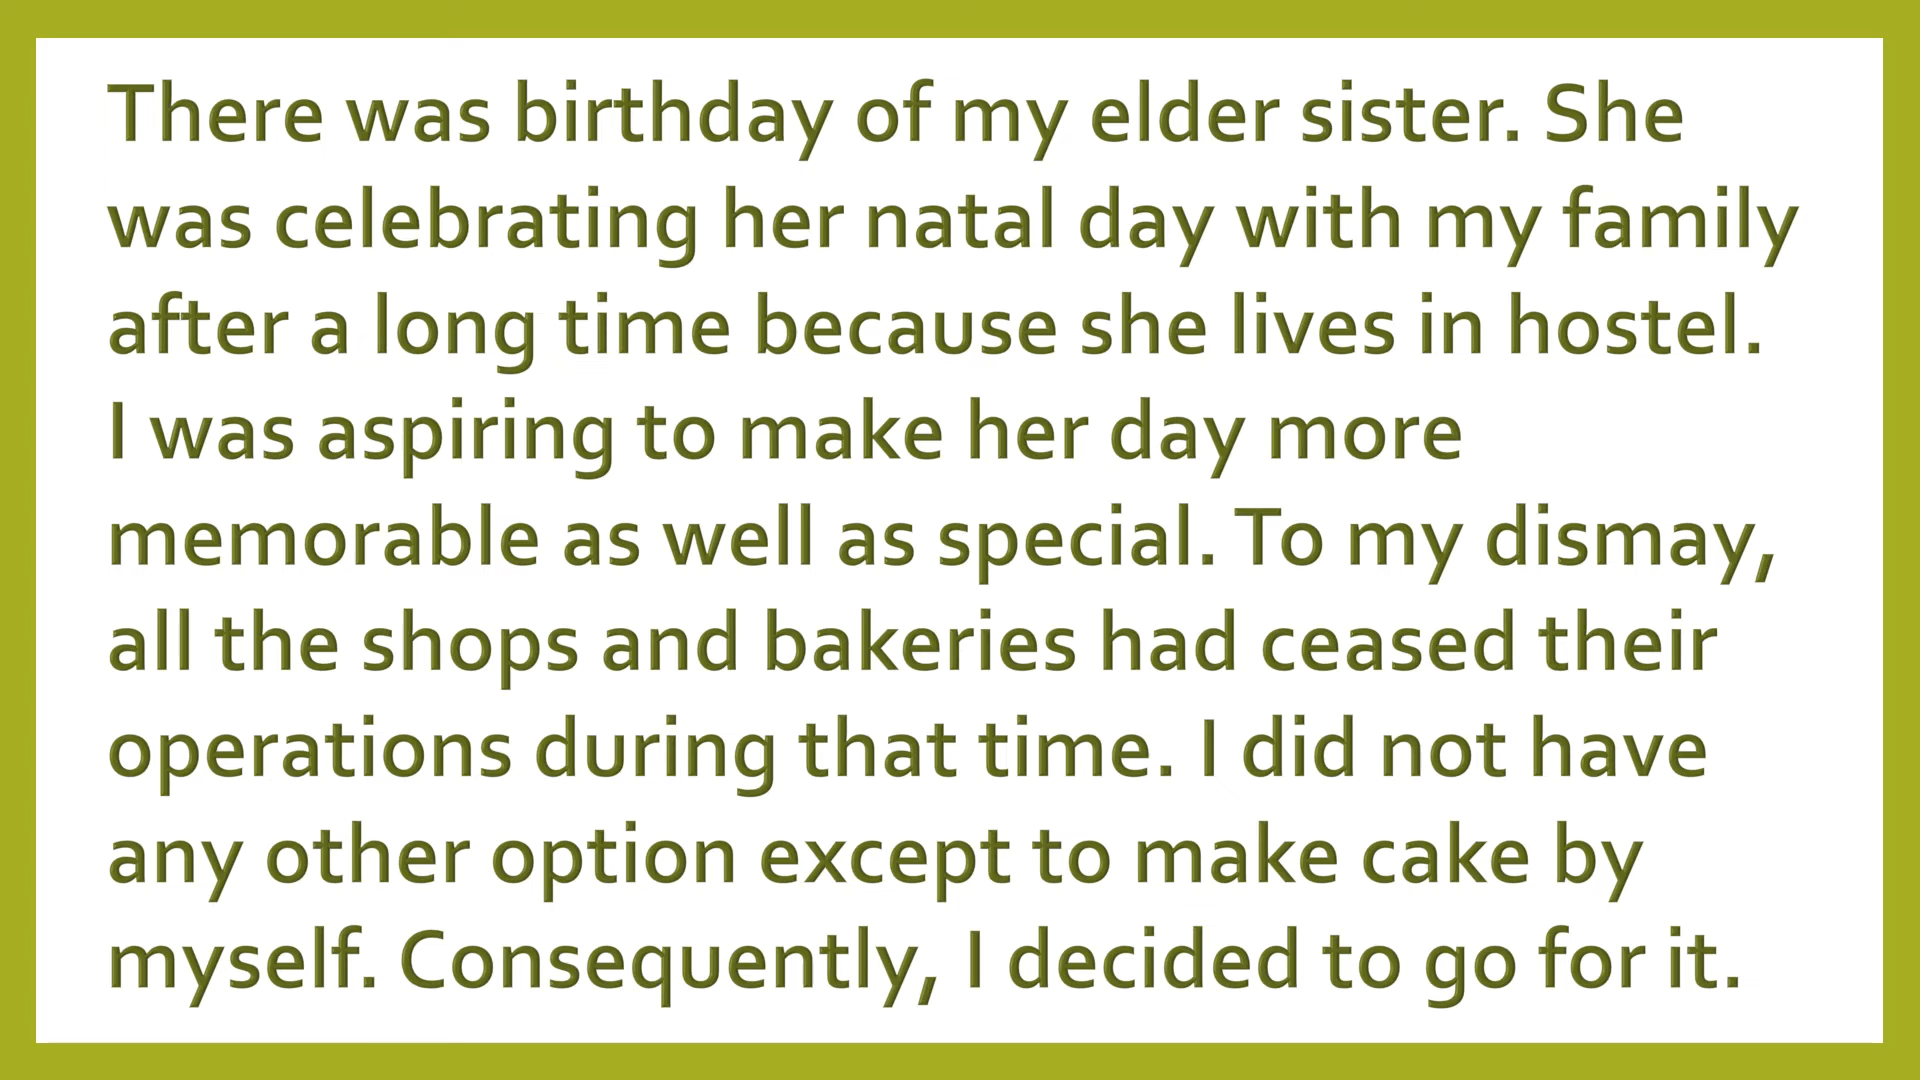 There was birthday of my elder sister. She
was celebrating her natal day with my family
after a long time because she lives in hostel.
I was aspiring to make her day more
memorable as well as special. To my dismay,
all the shops and bakeries had ceased their
operations during that time. I did not have
any other option except to make cake by
myself. Consequently, I decided to go for it.